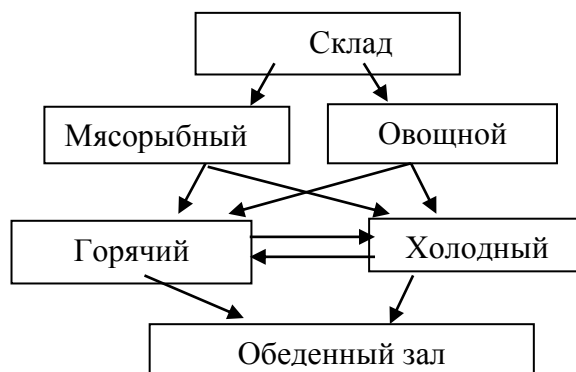 Склад
Мясорыбный
Овощной
Горячий
Холодный
Обеденный зал